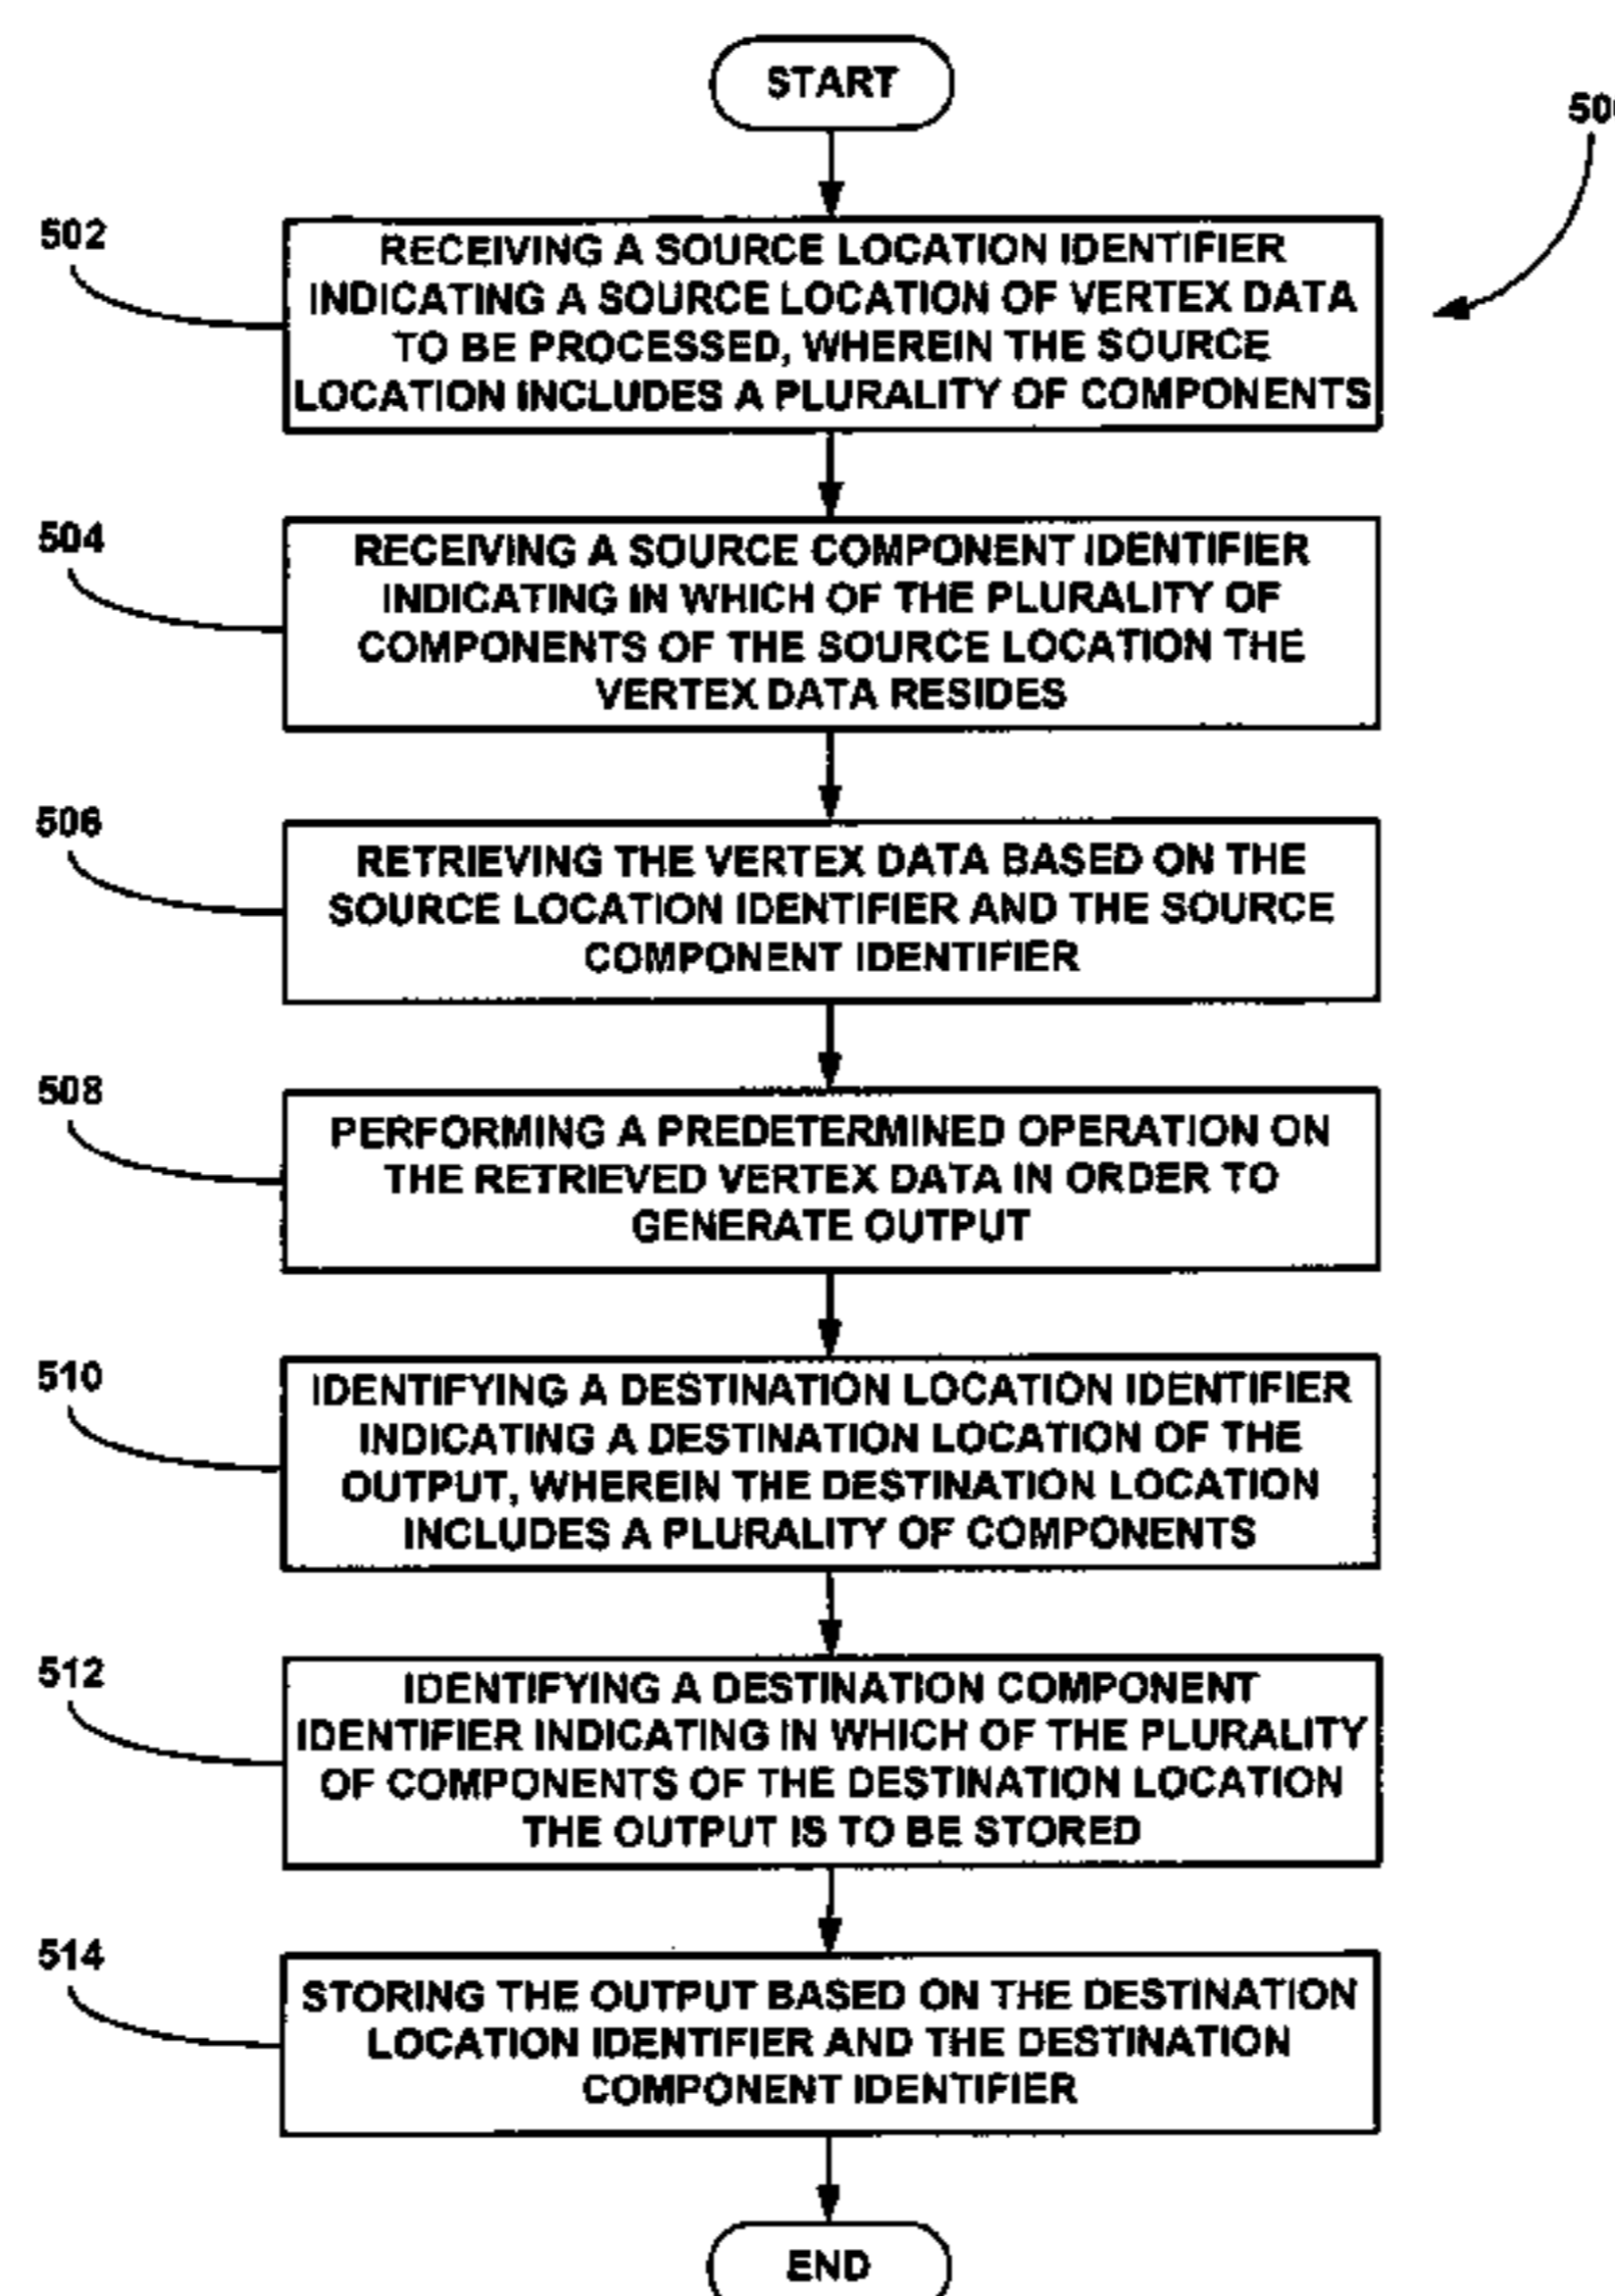 START
502
RECEIVING A SOURCE LOCATION IDENTIFIER
INDICATING A SOURCE LOCATION OF VERTEX DATA
TO BE PROCESSED, WHEREIN THE SOURCE
LOCATION INCLUDES A PLURALITY OF COMPONENTS
504
RECEIVING A SOURCE COMPONENT IDENTIFIER
INDICATING IN WHICH OF THE PLURALITY OF
COMPONENTS OF THE SOURCE LOCATION THE
VERTEX DATA RESIDES
506
RETRIEVING THE VERTEX DATA BASED ON THE
SOURCE LOCATION IDENTIFIER AND THE SOURCE
COMPONENT IDENTIFIER
508
PERFORMING A PREDETERMINED OPERATION ON
THE RETRIEVED VERTEX DATA IN ORDER TO
GENERATE OUTPUT
510
IDENTIFYING A DESTINATION LOCATION IDENTIFIER
INDICATING A DESTINATION LOCATION OF THE
OUTPUT, WHEREIN THE DESTINATION LOCATION
INCLUDES A PLURALITY OF COMPONENTS
512
IDENTIFYING A DESTINATION COMPONENT
IDENTIFIER INDICATING IN WHICH OF THE PLURALITY
OF COMPONENTS OF THE DESTINATION LOCATION
THE OUTPUT IS TO BE STORED
514
STORING THE OUTPUT BASED ON THE DESTINATION
LOCATION IDENTIFIER AND THE DESTINATION
COMPONENT IDENTIFIER
END